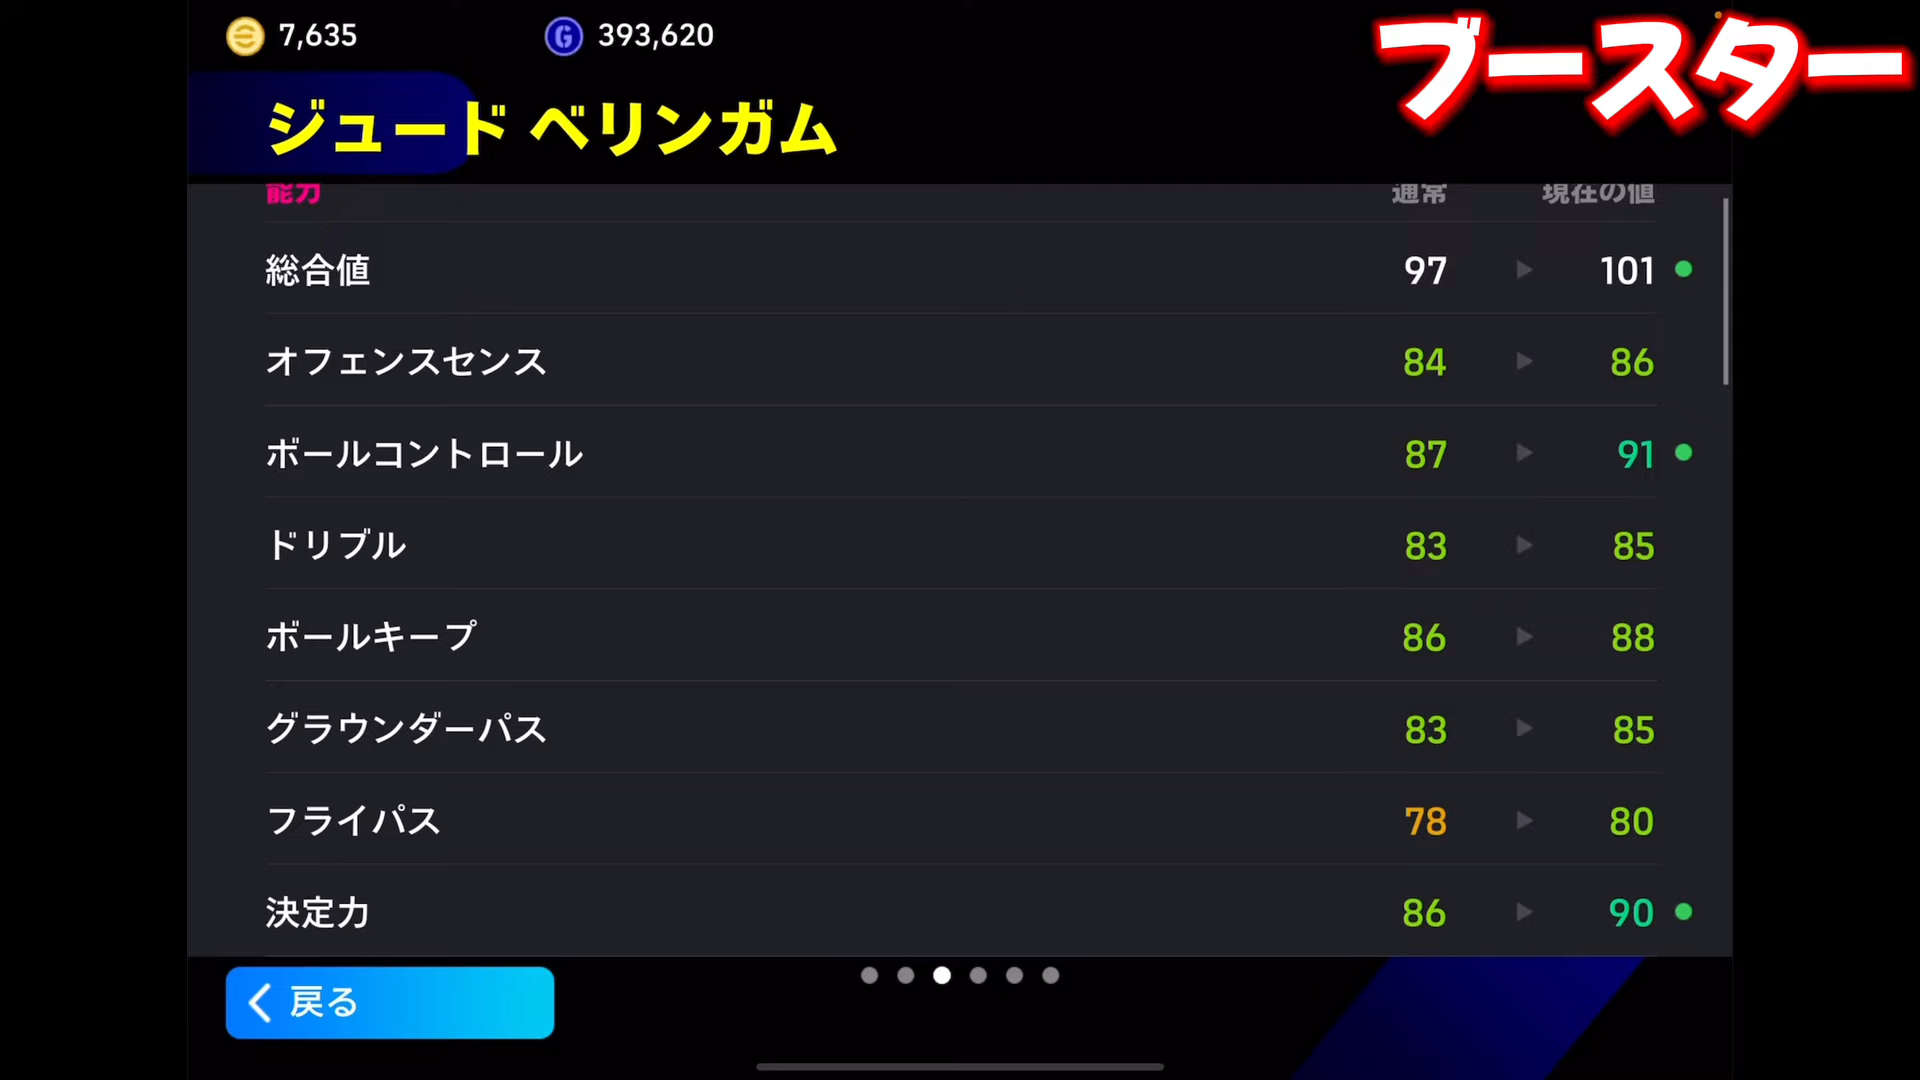 7,635 393,620
ブースター
ジュード ベリンガム
能力 通常 現在の値
総合値 97 101
オフェンスセンス 84 86
ボールコントロール 87 91
ドリブル 83 85
ボールキープ 86 88
グラウンダーパス 83 85
フライパス 78 80
決定力 86 90
戻る